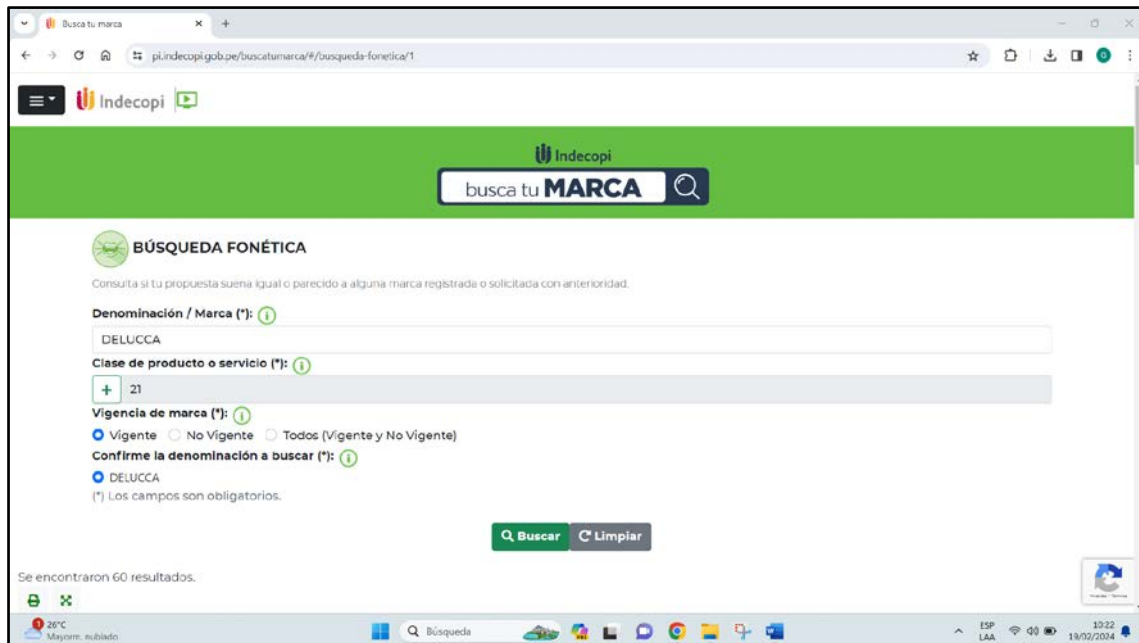 Busca tu marca
pi.indecopi.gob.pe/buscatumarca/#/busqueda-fonetica/1
G
Indecopi
Indecopi
busca tu MARCA
BÚSQUEDA FONÉTICA
Consulta si tu propuesta suena igual o parecido a alguna marca registrada o solicitada con anterioridad.
Denominación / Marca (*): i
DELUCCA
Clase de producto o servicio (*): i
+ 21
Vigencia de marca (*): i
Vigente No Vigente Todos (Vigente y No Vigente)
Confirme la denominación a buscar (*): i
DELUCCA
(*) Los campos son obligatorios.
Buscar Limpiar
Se encontraron 60 resultados.
1 26°C
Mayorm. nublado
Búsqueda
ESP
LAA
10:22
19/02/2024